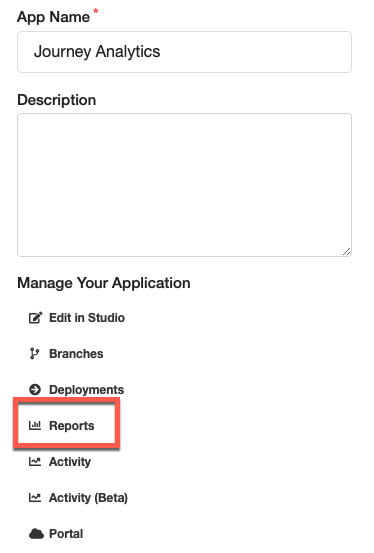 App Name *
Journey Analytics
Description
Manage Your Application
Edit in Studio
Branches
Deployments
Reports
Activity
Activity (Beta)
Portal